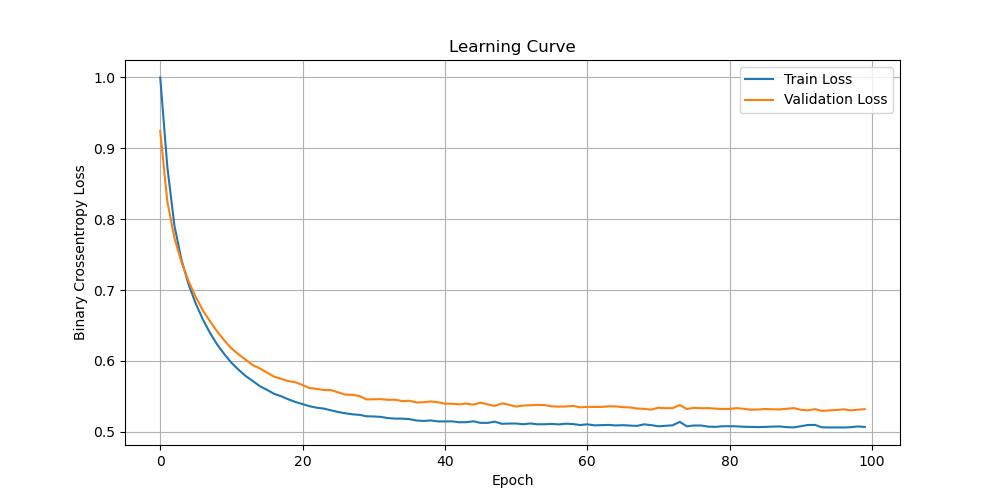 Learning Curve
Train Loss
Validation Loss
Binary Crossentropy Loss
1.0
0.9
0.8
0.7
0.6
0.5
0 20 40 60 80 100
Epoch